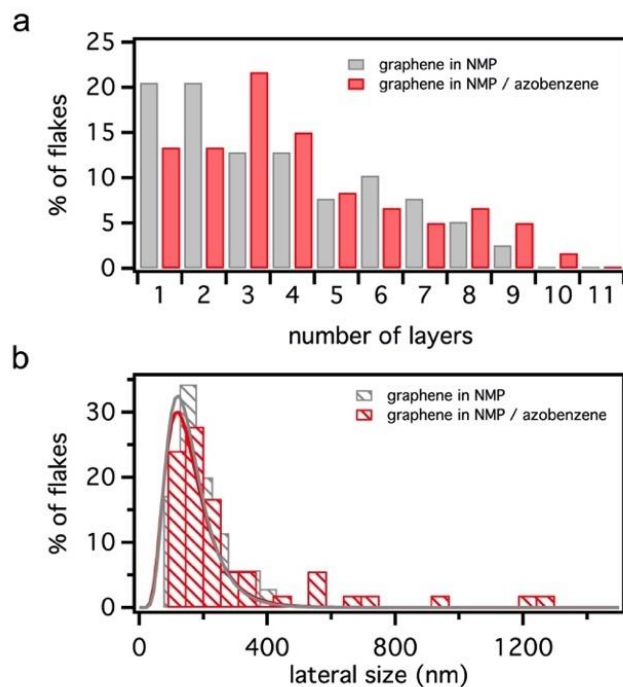 a
25
20
15
10
5
0
% of flakes
graphene in NMP
graphene in NMP / azobenzene
1 2 3 4 5 6 7 8 9 10 11
number of layers
b
30
20
10
0
% of flakes
graphene in NMP
graphene in NMP / azobenzene
0 400 800 1200
lateral size (nm)